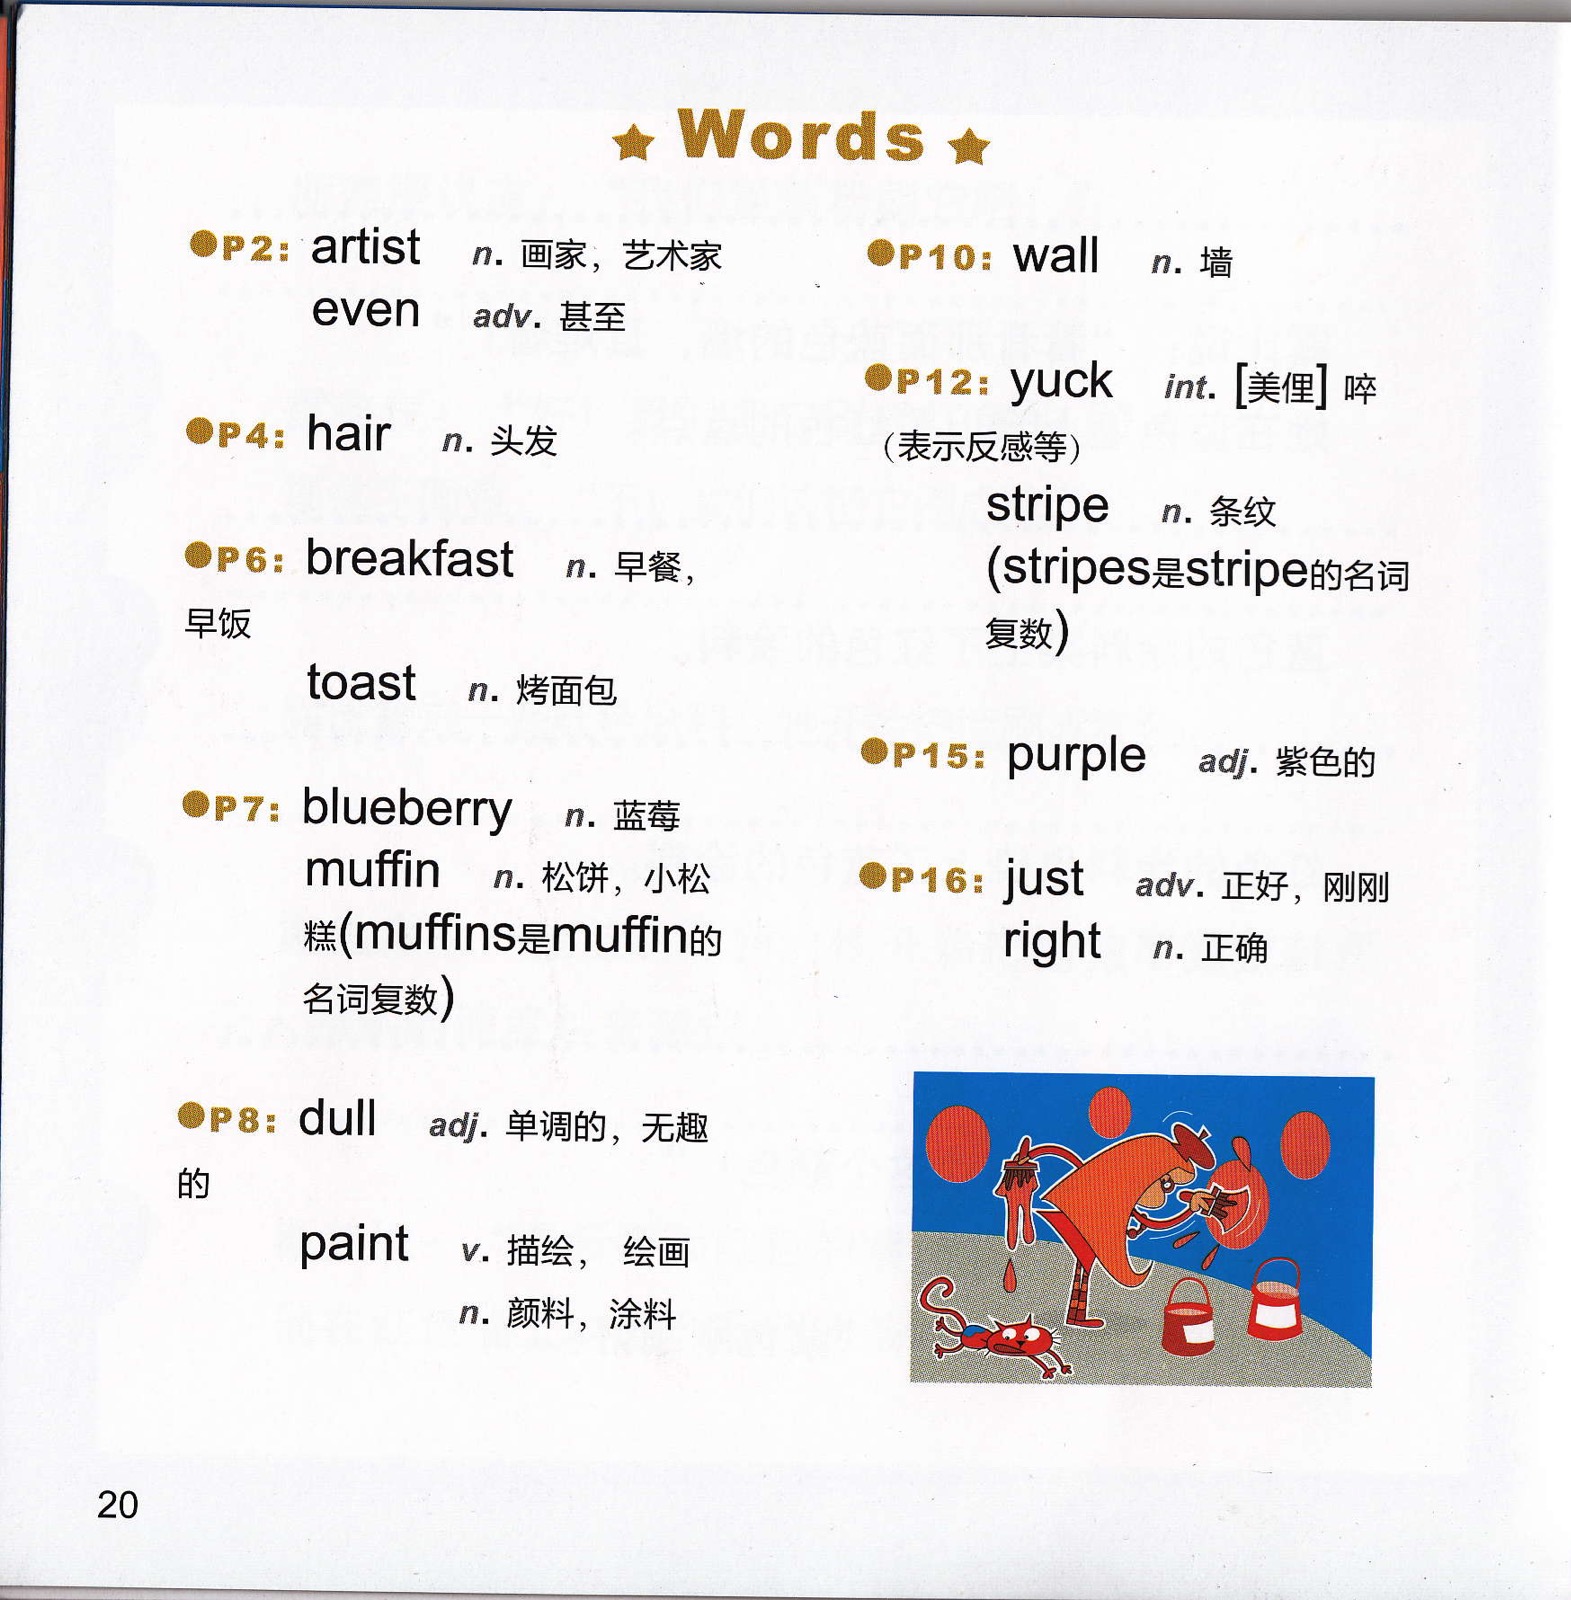 Words
P2: artist n. 画家，艺术家
even adv. 甚至
P4: hair n. 头发
P6: breakfast n. 早餐，
早饭
toast n. 烤面包
P7: blueberry n. 蓝莓
muffin n. 松饼，小松
糕(muffins是muffin的
名词复数)
P8: dull adj. 单调的，无趣
的
paint v. 描绘， 绘画
n. 颜料，涂料
P10: wall n. 墙
P12: yuck int. [美俚] 啐
（表示反感等）
stripe n. 条纹
(stripes是stripe的名词
复数)
P15: purple adj. 紫色的
P16: just adv. 正好，刚刚
right n. 正确
20